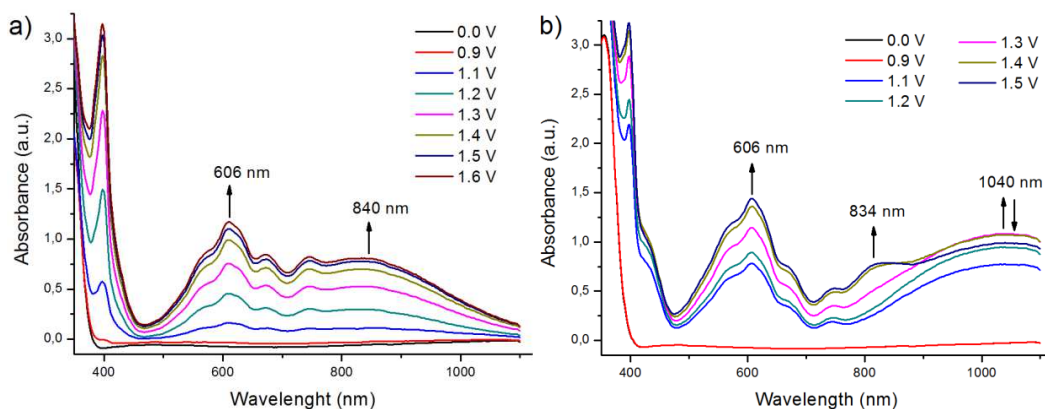 a)
Absorbance (a.u.)
3,0
2,5
2,0
1,5
1,0
0,5
0,0
0.0 V
0.9 V
1.1 V
1.2 V
1.3 V
1.4 V
1.5 V
1.6 V
606 nm
840 nm
400 600 800 1000
Wavelenght (nm)
b)
Absorbance (a.u.)
3,0
2,5
2,0
1,5
1,0
0,5
0,0
0.0 V
0.9 V
1.1 V
1.2 V
1.3 V
1.4 V
1.5 V
606 nm
834 nm
1040 nm
400 600 800 1000
Wavelength (nm)